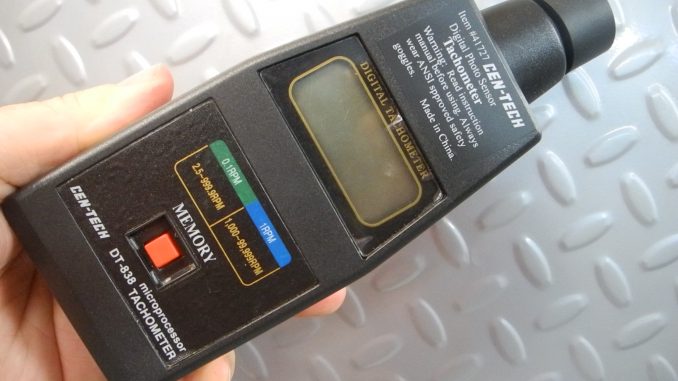 Item #41727 CEN-TECH
Digital Photo Sensor
Tachometer
Warning: Read instruction
manual before using. Always
wear ANSI approved safety
goggles. Made in China.
DIGITAL TACHOMETER
0.1RPM
1RPM
2.5~999.9RPM
1,000~99,999RPM
MEMORY
CEN-TECH
DT-838
microprocessor
TACHOMETER